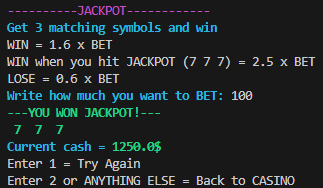 ----------JACKPOT------------
Get 3 matching symbols and win
WIN = 1.6 x BET
WIN when you hit JACKPOT (7 7 7) = 2.5 x BET
LOSE = 0.6 x BET
Write how much you want to BET: 100
---YOU WON JACKPOT!---
7 7 7
Current cash = 1250.0$
Enter 1 = Try Again
Enter 2 or ANYTHING ELSE = Back to CASINO